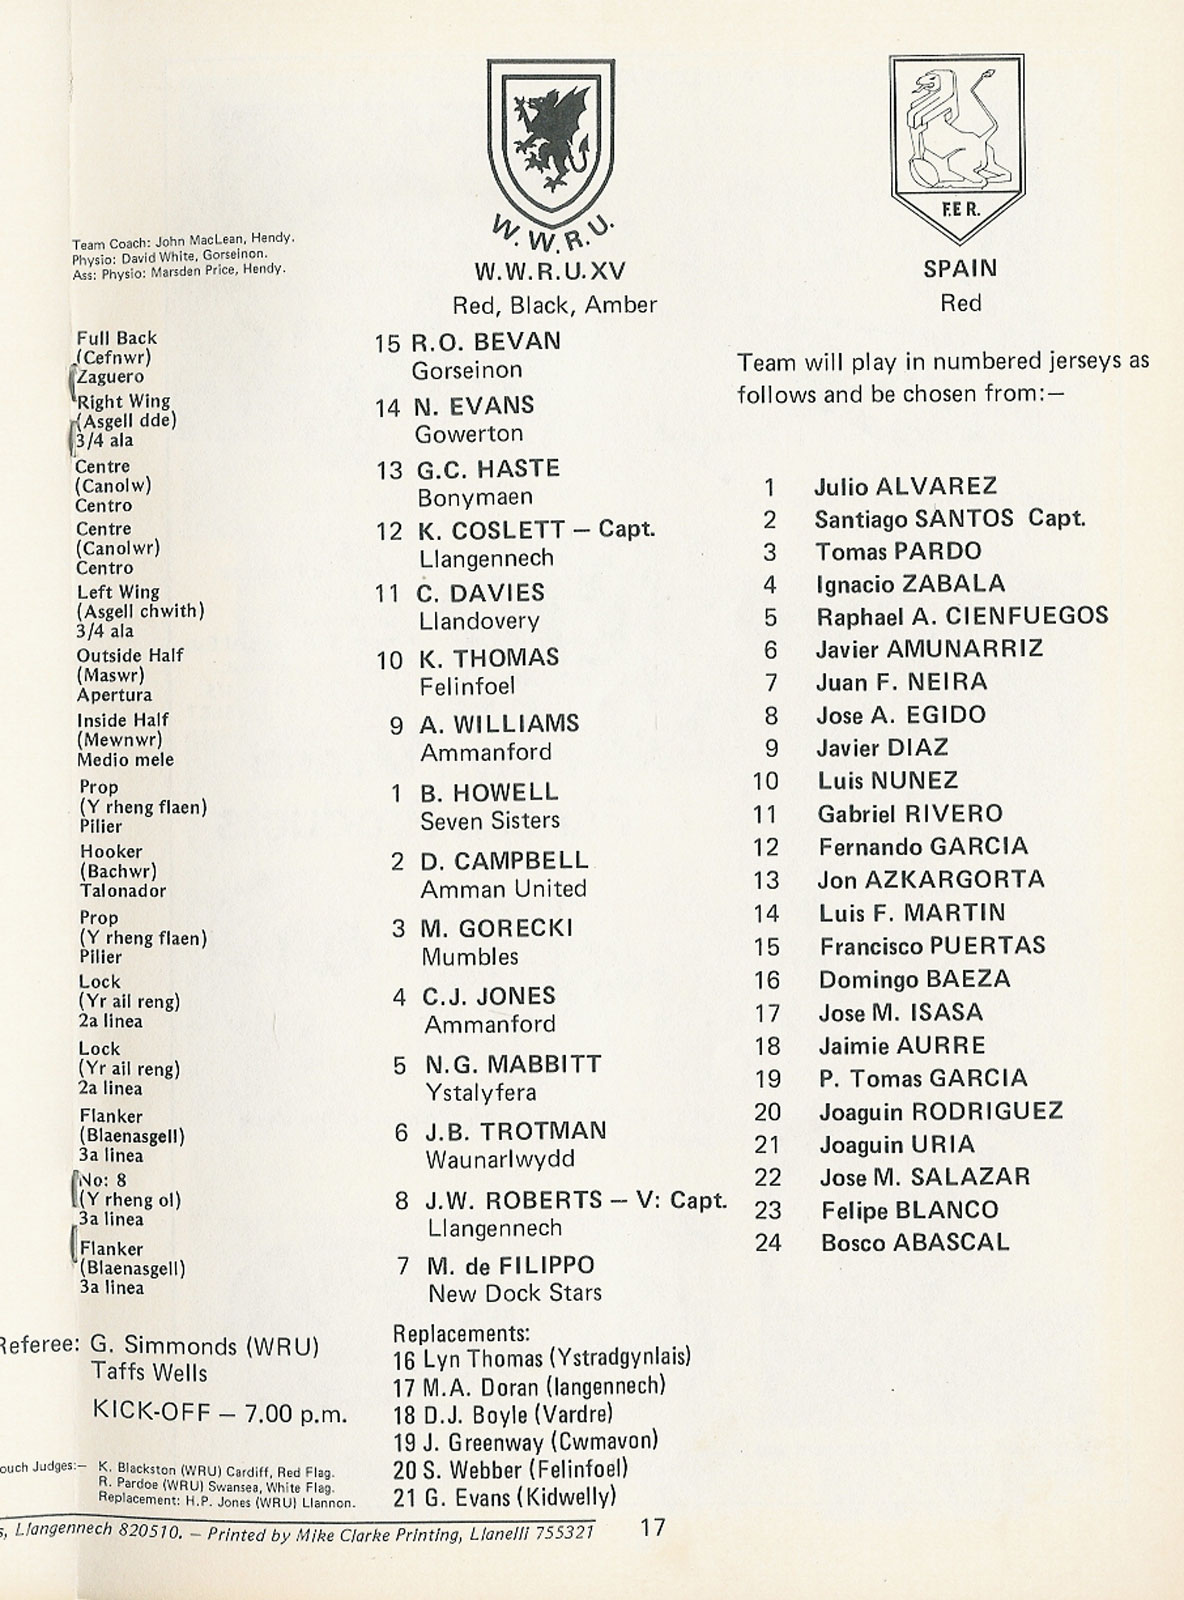 W.W.R.U.
F.E R.
Team Coach: John MacLean, Hendy.
Physio: David White, Gorseinon.
Ass: Physio: Marsden Price, Hendy.
W.W.R.U.XV
Red, Black, Amber
SPAIN
Red
Full Back
(Cefnwr)
Zaguero
15 R.O. BEVAN
Gorseinon
Right Wing
(Asgell dde)
3/4 ala
14 N. EVANS
Gowerton
Centre
(Canolw)
Centro
13 G.C. HASTE
Bonymaen
Centre
(Canolwr)
Centro
12 K. COSLETT – Capt.
Llangennech
Left Wing
(Asgell chwith)
3/4 ala
11 C. DAVIES
Llandovery
Outside Half
(Maswr)
Apertura
10 K. THOMAS
Felinfoel
Inside Half
(Mewnwr)
Medio mele
9 A. WILLIAMS
Ammanford
Prop
(Y rheng flaen)
Pilier
1 B. HOWELL
Seven Sisters
Hooker
(Bachwr)
Talonador
2 D. CAMPBELL
Amman United
Prop
(Y rheng flaen)
Pilier
3 M. GORECKI
Mumbles
Lock
(Yr ail reng)
2a linea
4 C.J. JONES
Ammanford
Lock
(Yr ail reng)
2a linea
5 N.G. MABBITT
Ystalyfera
Flanker
(Blaenasgell)
3a linea
6 J.B. TROTMAN
Waunarlwydd
No: 8
(Y rheng ol)
3a linea
8 J.W. ROBERTS – V: Capt.
Llangennech
Flanker
(Blaenasgell)
3a linea
7 M. de FILIPPO
New Dock Stars
Team will play in numbered jerseys as
follows and be chosen from:–
1 Julio ALVAREZ
2 Santiago SANTOS Capt.
3 Tomas PARDO
4 Ignacio ZABALA
5 Raphael A. CIENFUEGOS
6 Javier AMUNARRIZ
7 Juan F. NEIRA
8 Jose A. EGIDO
9 Javier DIAZ
10 Luis NUNEZ
11 Gabriel RIVERO
12 Fernando GARCIA
13 Jon AZKARGORTA
14 Luis F. MARTIN
15 Francisco PUERTAS
16 Domingo BAEZA
17 Jose M. ISASA
18 Jaimie AURRE
19 P. Tomas GARCIA
20 Joaguin RODRIGUEZ
21 Joaguin URIA
22 Jose M. SALAZAR
23 Felipe BLANCO
24 Bosco ABASCAL
Referee: G. Simmonds (WRU)
Taffs Wells
KICK-OFF – 7.00 p.m.
ouch Judges:– K. Blackston (WRU) Cardiff, Red Flag.
R. Pardoe (WRU) Swansea, White Flag.
Replacement: H.P. Jones (WRU) Llannon.
Replacements:
16 Lyn Thomas (Ystradgynlais)
17 M.A. Doran (langennech)
18 D.J. Boyle (Vardre)
19 J. Greenway (Cwmavon)
20 S. Webber (Felinfoel)
21 G. Evans (Kidwelly)
s, Llangennech 820510. – Printed by Mike Clarke Printing, Llanelli 755321
17